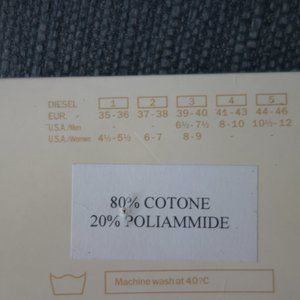 DIESEL 1 2 3 4 5
EUR. - 35-36 37-38 39-40 41-43 44-46
U.S.A./Men - - 6½-7½ 8-10 10½-12
U.S.A./Women 4½-5½ 6-7 8-9 - -
80% COTONE
20% POLIAMMIDE
Machine wash at 40°C